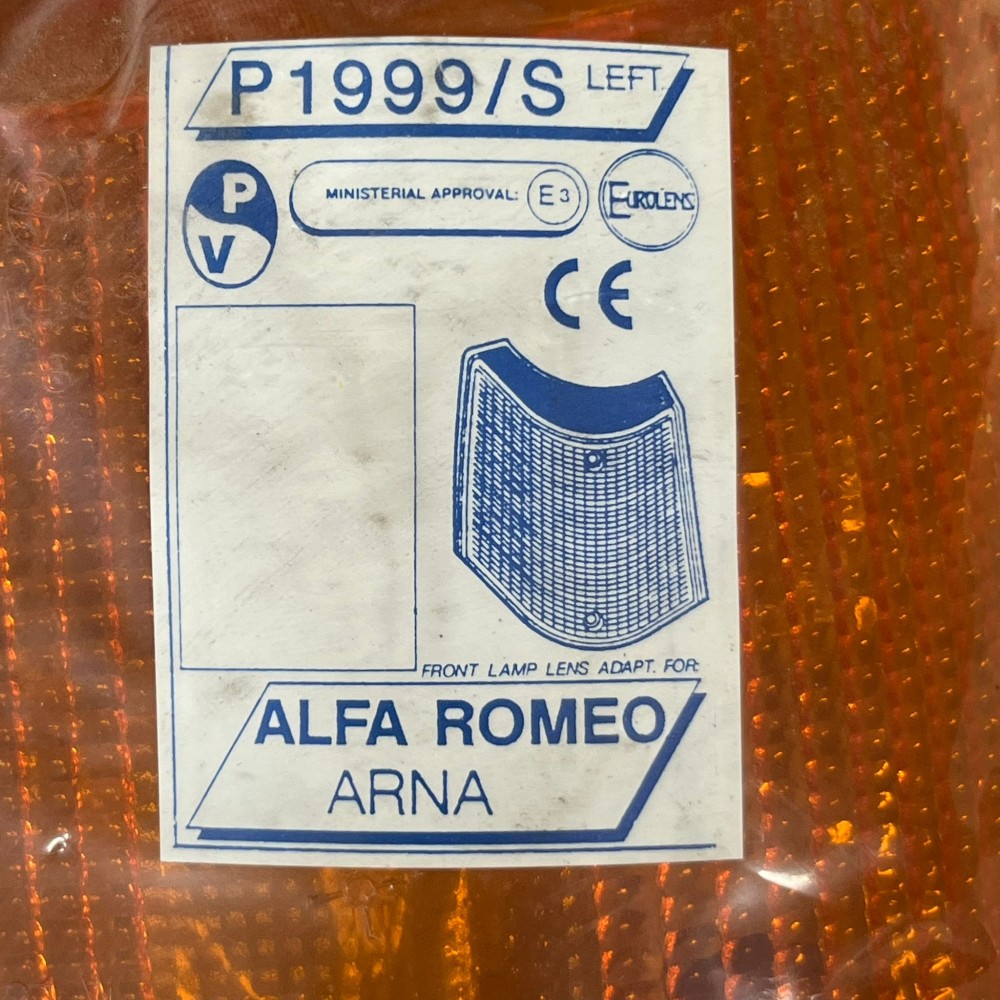 P1999/S LEFT
P
V
MINISTERIAL APPROVAL: E3
EUROLENS
CE
FRONT LAMP LENS ADAPT. FOR:
ALFA ROMEO
ARNA